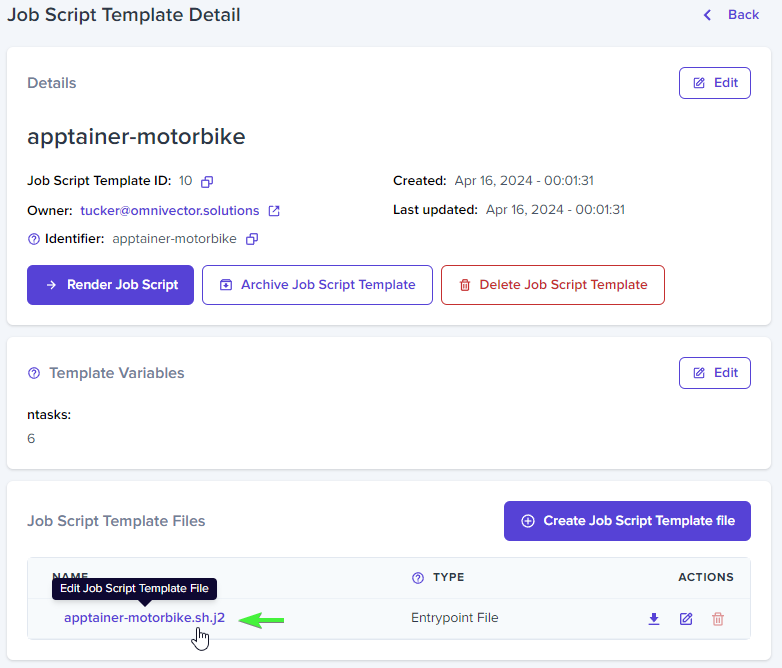 Job Script Template Detail
Back
Details
Edit
apptainer-motorbike
Job Script Template ID: 10
Created: Apr 16, 2024 - 00:01:31
Owner: tucker@omnivector.solutions
Last updated: Apr 16, 2024 - 00:01:31
Identifier: apptainer-motorbike
Render Job Script
Archive Job Script Template
Delete Job Script Template
Template Variables
Edit
ntasks:
6
Job Script Template Files
Create Job Script Template file
NAME
TYPE
ACTIONS
Edit Job Script Template File
apptainer-motorbike.sh.j2
Entrypoint File